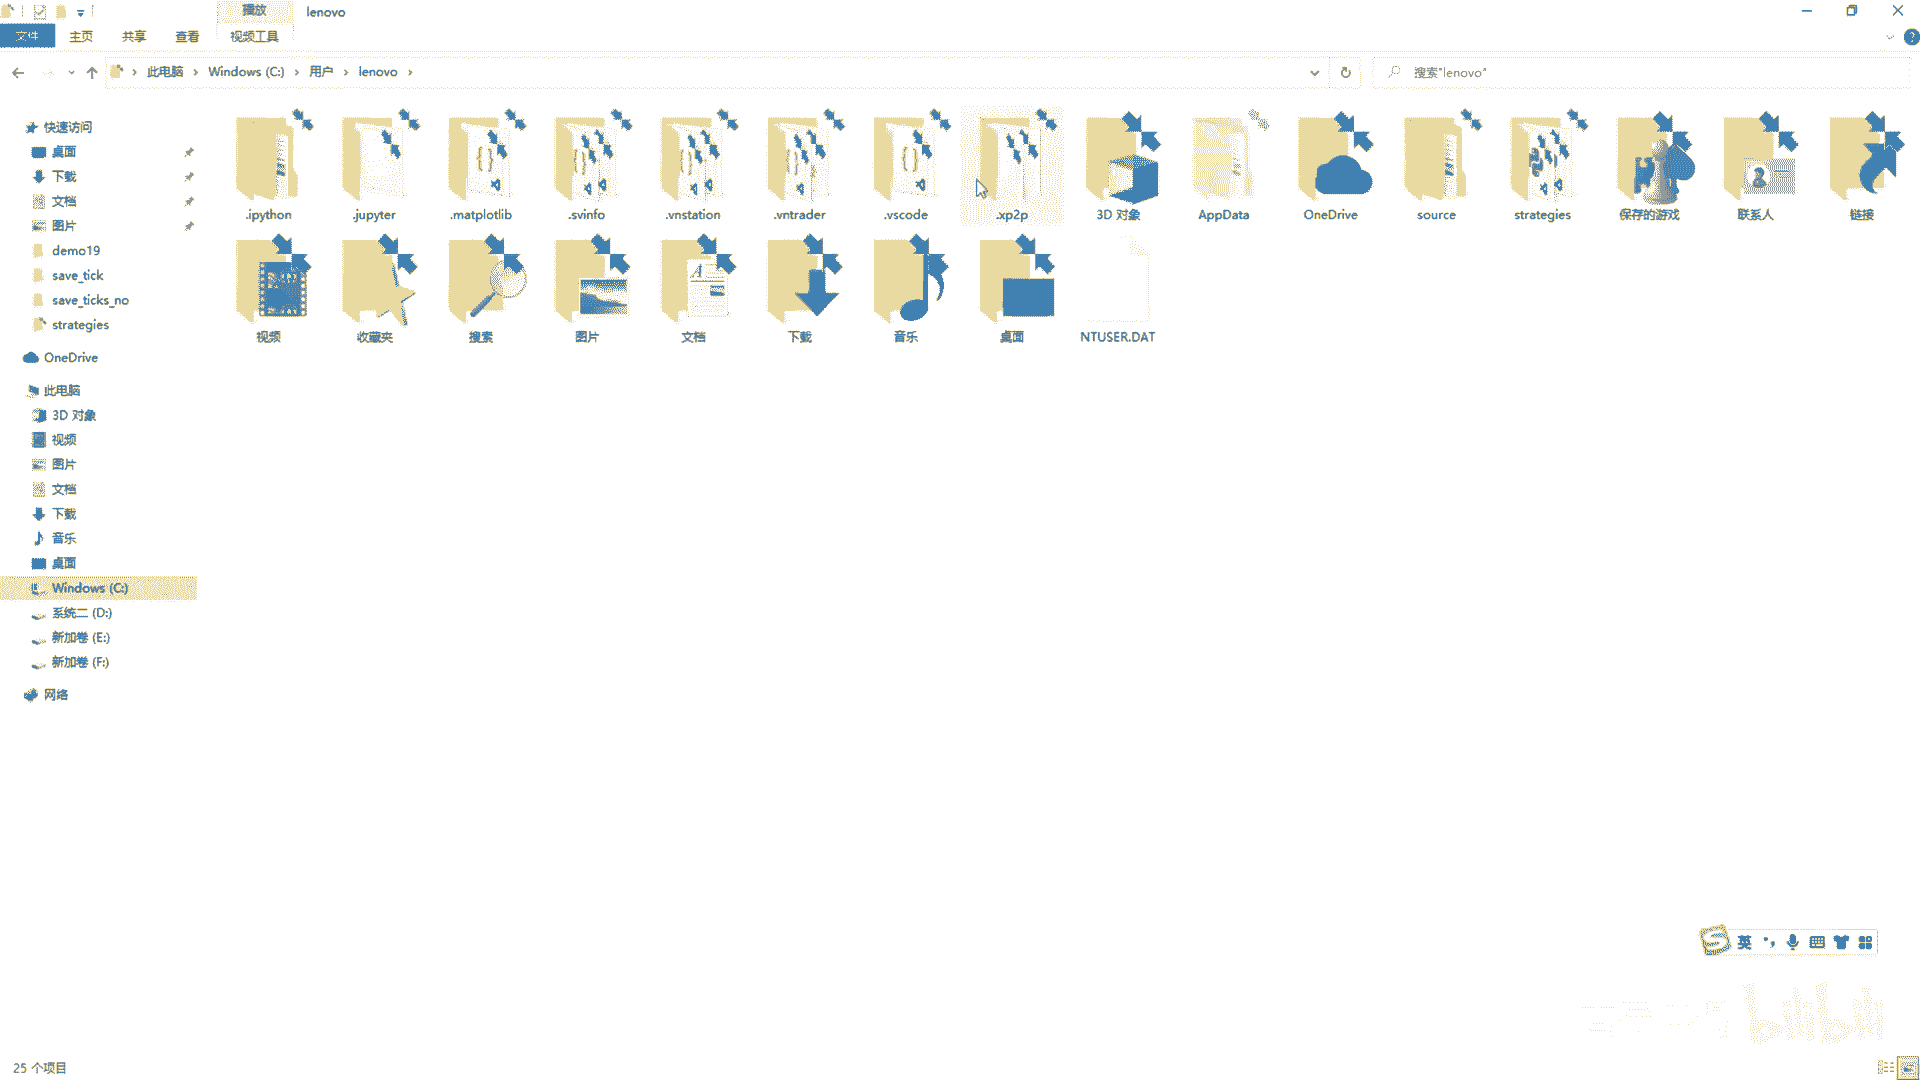 播放
lenovo
文件
主页
共享
查看
视频工具
此电脑 › Windows (C:) › 用户 › lenovo ›
搜索"lenovo"
快速访问
桌面
下载
文档
图片
demo19
save_tick
save_ticks_no
strategies
OneDrive
此电脑
3D 对象
视频
图片
文档
下载
音乐
桌面
Windows (C:)
系统二 (D:)
新加卷 (E:)
新加卷 (F:)
网络
.ipython
.jupyter
.matplotlib
.svinfo
.vnstation
.vntrader
.vscode
.xp2p
3D 对象
AppData
OneDrive
source
strategies
保存的游戏
联系人
链接
视频
收藏夹
搜索
图片
文档
下载
音乐
桌面
NTUSER.DAT
英
bilibili
25 个项目